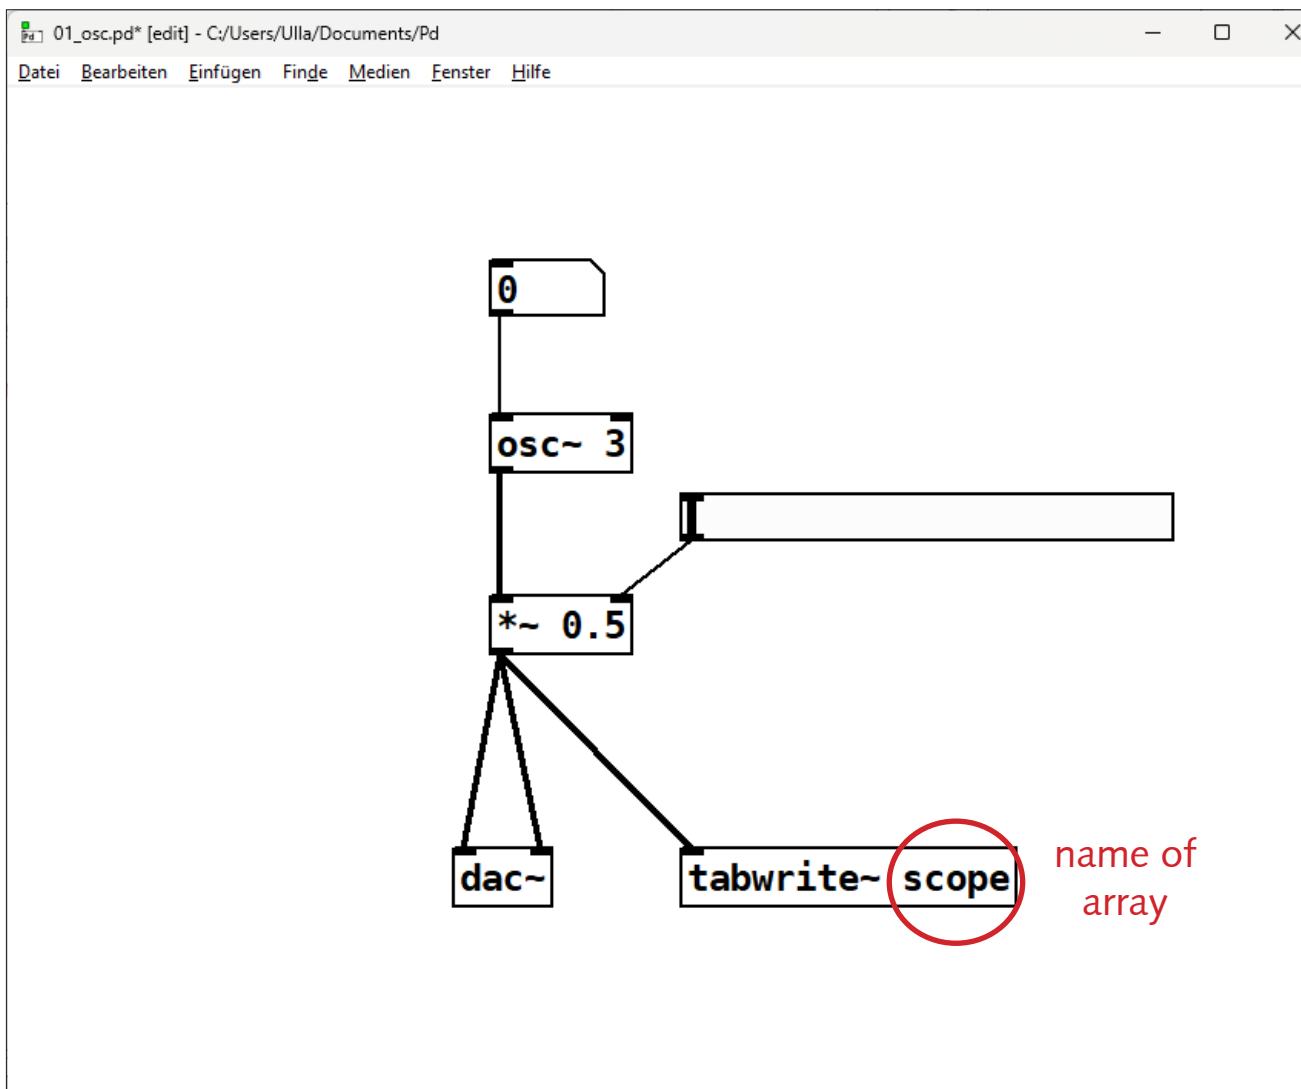 01_osc.pd* [edit] - C:/Users/Ulla/Documents/Pd
Datei Bearbeiten Einfügen Finde Medien Fenster Hilfe
0
osc~ 3
*~ 0.5
dac~
tabwrite~ scope
name of
array